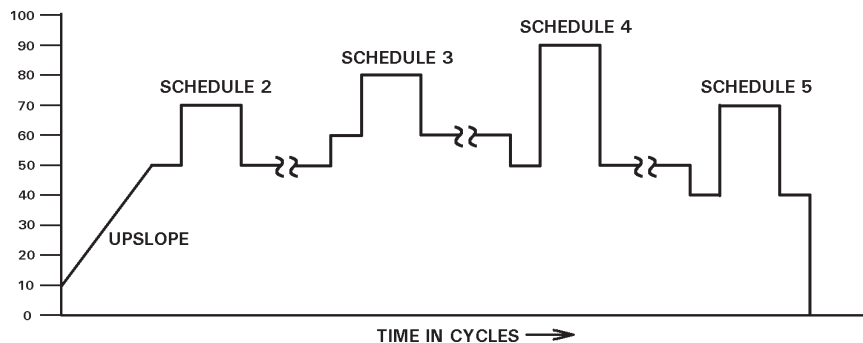 100
90
80
70
60
50
40
30
20
10
0
SCHEDULE 2
SCHEDULE 3
SCHEDULE 4
SCHEDULE 5
UPSLOPE
TIME IN CYCLES